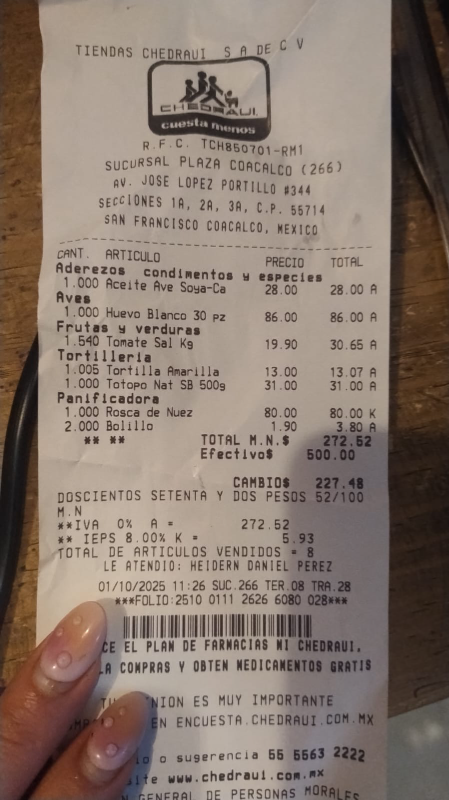 TIENDAS CHEDRAUI S A DE C V
CHEDRAUI
cuesta menos
R.F.C. TCH850701-RM1
SUCURSAL PLAZA COACALCO (266)
AV. JOSE LOPEZ PORTILLO #344
SECCIONES 1A, 2A, 3A, C.P. 55714
SAN FRANCISCO COACALCO, MEXICO
CANT. ARTICULO PRECIO TOTAL
Aderezos condimentos y especies
1.000 Aceite Ave Soya-Ca 28.00 28.00 A
Aves
1.000 Huevo Blanco 30 pz 86.00 86.00 A
Frutas y verduras
1.540 Tomate Sal Kg 19.90 30.65 A
Tortilleria
1.005 Tortilla Amarilla 13.00 13.07 A
1.000 Totopo Nat SB 500g 31.00 31.00 A
Panificadora
1.000 Rosca de Nuez 80.00 80.00 K
2.000 Bolillo 1.90 3.80 A
** ** TOTAL M.N.$ 272.52
Efectivo$ 500.00
CAMBIO$ 227.48
DOSCIENTOS SETENTA Y DOS PESOS 52/100
M.N
**IVA 0% A = 272.52
** IEPS 8.00% K = 5.93
TOTAL DE ARTICULOS VENDIDOS = 8
LE ATENDIO: HEIDERN DANIEL PEREZ
01/10/2025 11:26 SUC.266 TER.08 TRA.28
***FOLIO:2510 0111 2626 6080 028***
CE EL PLAN DE FARMACIAS MI CHEDRAUI,
LA COMPRAS Y OBTEN MEDICAMENTOS GRATIS
TU INION ES MUY IMPORTANTE
EN ENCUESTA.CHEDRAUI.COM.MX
o sugerencia 55 5563 2222
www.chedraui.com.mx
GENERAL DE PERSONAS MORALES